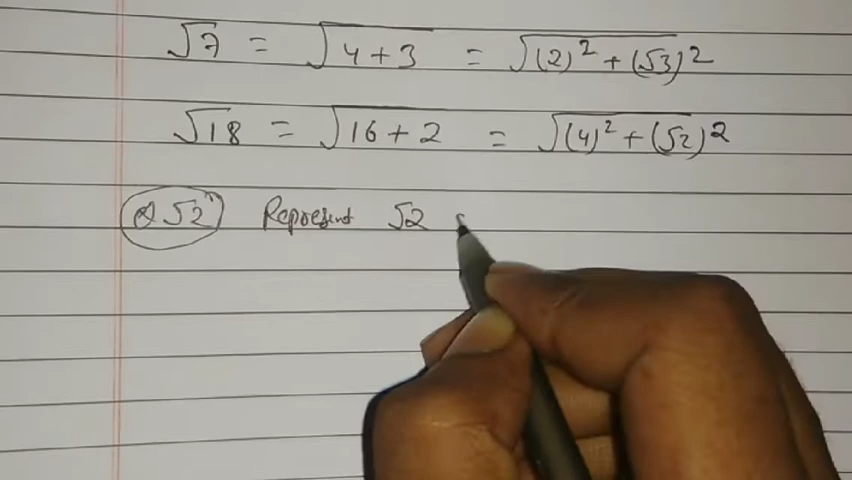 √7 = √4+3 = √(2)² + (√3)²
√18 = √16+2 = √(4)² + (√2)²
Q √2 Represent √2